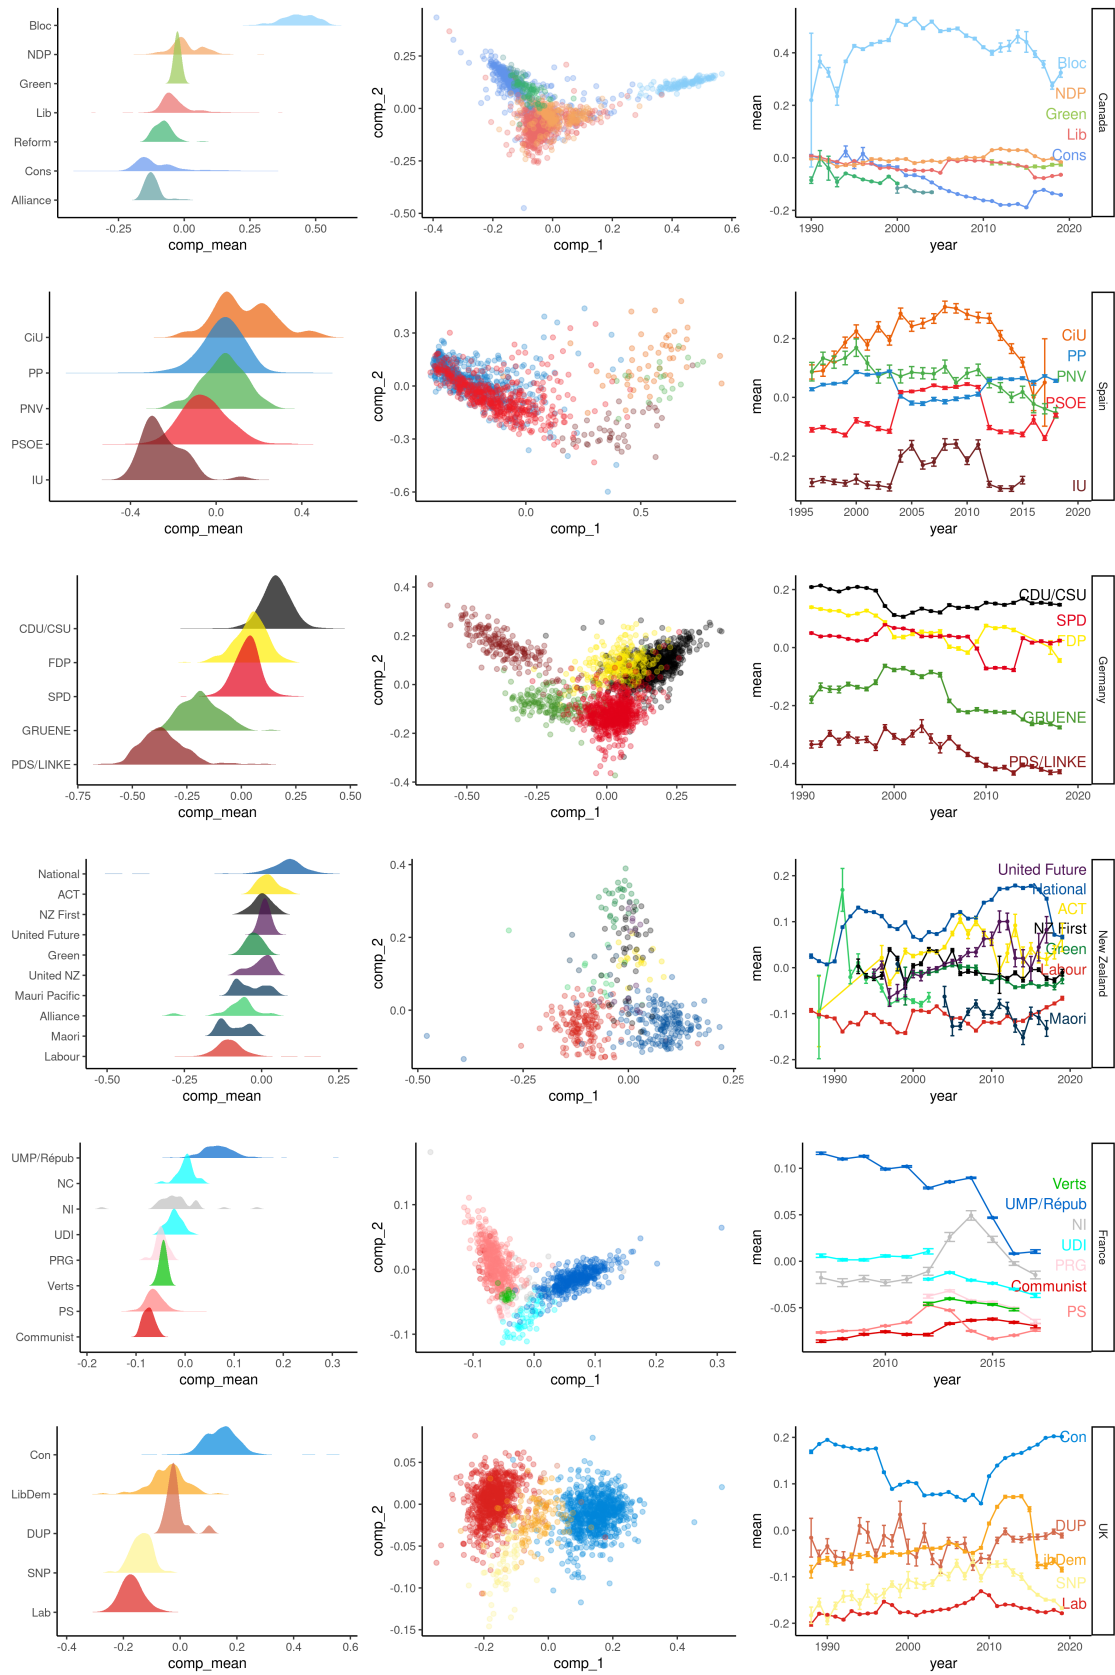 Bloc
NDP
Green
Lib
Reform
Cons
Alliance
-0.25
0.00
0.25
0.50
comp_mean
comp_2
0.25
0.00
-0.25
-0.50
-0.4
-0.2
0.0
0.2
0.4
0.6
comp_1
mean
0.4
0.2
0.0
-0.2
Bloc
NDP
Green
Lib
Cons
1990
2000
2010
2020
year
Canada
CiU
PP
PNV
PSOE
IU
-0.4
0.0
0.4
comp_mean
comp_2
0.3
0.0
-0.3
-0.6
0.0
0.5
comp_1
mean
0.2
0.0
-0.2
CiU
PP
PNV
PSOE
IU
1995
2000
2005
2010
2015
2020
year
Spain
CDU/CSU
FDP
SPD
GRUENE
PDS/LINKE
-0.75
-0.50
-0.25
0.00
0.25
0.50
comp_mean
comp_2
0.4
0.2
0.0
-0.2
-0.4
-0.50
-0.25
0.00
0.25
comp_1
mean
0.2
0.0
-0.2
-0.4
CDU/CSU
SPD
FDP
GRUENE
PDS/LINKE
1990
2000
2010
2020
year
Germany
National
ACT
NZ First
United Future
Green
United NZ
Mauri Pacific
Alliance
Maori
Labour
-0.50
-0.25
0.00
0.25
comp_mean
comp_2
0.4
0.2
0.0
-0.50
-0.25
0.00
0.25
comp_1
mean
0.2
0.1
0.0
-0.1
-0.2
United Future
National
ACT
NZ First
Green
Labour
Maori
1990
2000
2010
2020
year
New Zealand
UMP/Répub
NC
NI
UDI
PRG
Verts
PS
Communist
-0.2
-0.1
0.0
0.1
0.2
0.3
comp_mean
comp_2
0.1
0.0
-0.1
-0.1
0.0
0.1
0.2
0.3
comp_1
mean
0.10
0.05
0.00
-0.05
Verts
UMP/Répub
NI
UDI
PRG
Communist
PS
2010
2015
year
France
Con
LibDem
DUP
SNP
Lab
-0.4
-0.2
0.0
0.2
0.4
0.6
comp_mean
comp_2
0.05
0.00
-0.05
-0.10
-0.15
-0.2
0.0
0.2
0.4
0.6
comp_1
mean
0.2
0.1
0.0
-0.1
-0.2
Con
DUP
LibDem
SNP
Lab
1990
2000
2010
2020
year
UK